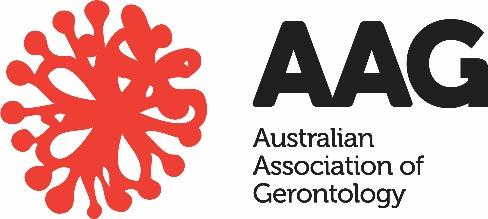 AAG
Australian
Association of
Gerontology